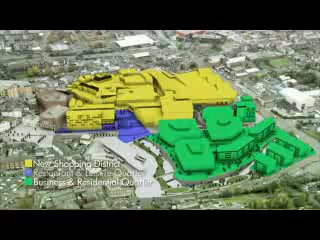 New Shopping District
Restaurant & Leisure Quarter
Business & Residential Quarter